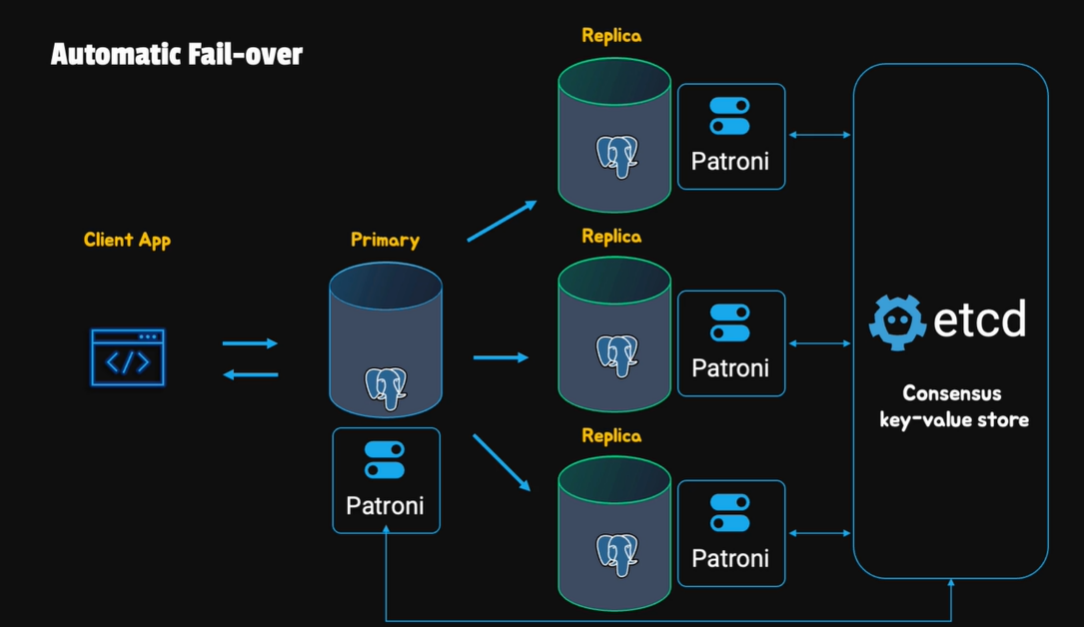 Automatic Fail-over
Replica
Patroni
Client App
Primary
Replica
etcd
Patroni
Consensus
key-value store
Replica
Patroni
Patroni